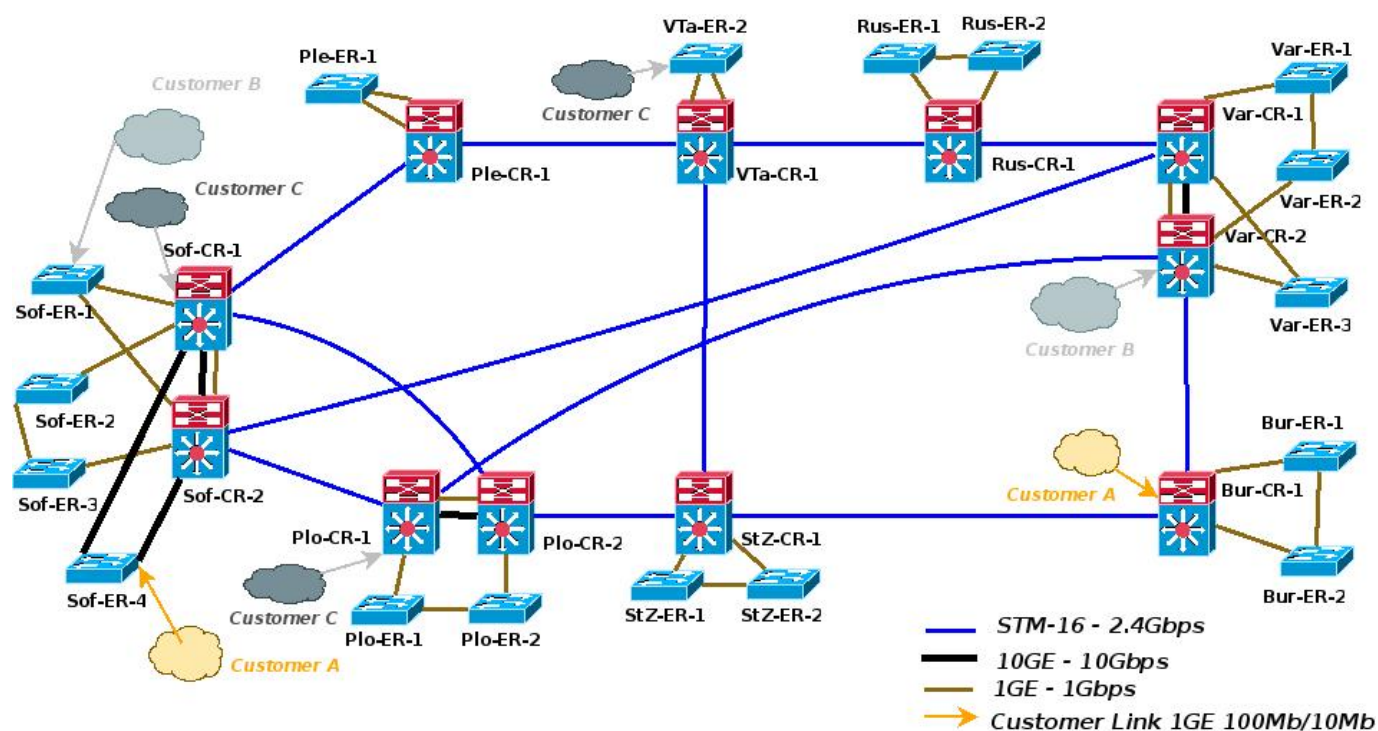 VTa-ER-2
Rus-ER-1
Rus-ER-2
Ple-ER-1
Var-ER-1
Customer B
Customer C
Var-CR-1
Ple-CR-1
VTa-CR-1
Rus-CR-1
Customer C
Var-ER-2
Sof-CR-1
Var-CR-2
Sof-ER-1
Var-ER-3
Customer B
Sof-ER-2
Bur-ER-1
Sof-ER-3
Sof-CR-2
Customer A
Bur-CR-1
Plo-CR-1
Plo-CR-2
StZ-CR-1
Sof-ER-4
Bur-ER-2
Customer C
Plo-ER-1
Plo-ER-2
StZ-ER-1
StZ-ER-2
Customer A
STM-16 - 2.4Gbps
10GE - 10Gbps
1GE - 1Gbps
Customer Link 1GE 100Mb/10Mb